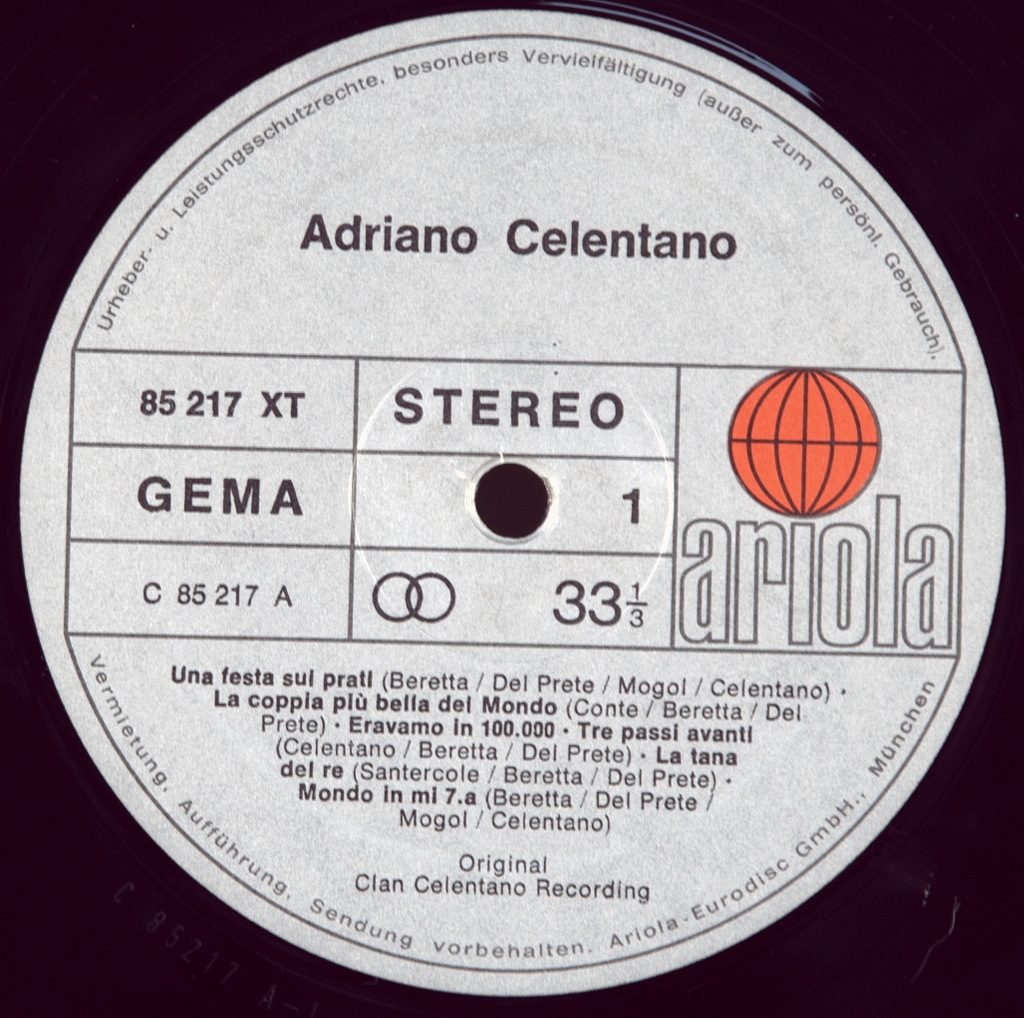 Urheber- u. Leistungsschutzrechte, besonders Vervielfältigung (außer zum persönl. Gebrauch),
Adriano Celentano
85 217 XT
STEREO
GEMA
1
ariola
C 85 217 A
33 1/3
Una festa sui prati (Beretta / Del Prete / Mogol / Celentano) ·
La coppia più bella del Mondo (Conte / Beretta / Del
Prete) · Eravamo in 100.000 · Tre passi avanti
(Celentano / Beretta / Del Prete) · La tana
del re (Santercole / Beretta / Del Prete) ·
Mondo in mi 7.a (Beretta / Del Prete /
Mogol / Celentano)
Original
Clan Celentano Recording
Vermietung, Aufführung, Sendung vorbehalten. Ariola-Eurodisc GmbH., München
C 85217 A-1